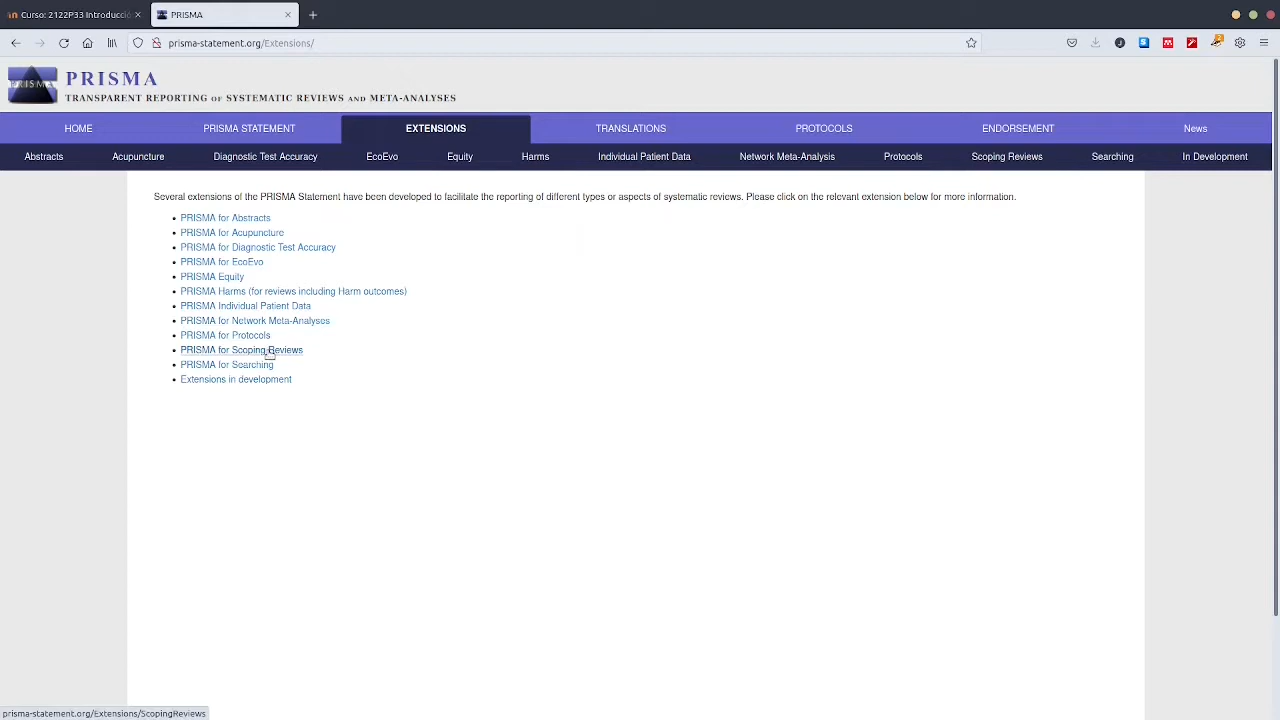 Curso: 2122P33 Introducció
PRISMA
prisma-statement.org/Extensions/
PRISMA
PRISMA
TRANSPARENT REPORTING OF SYSTEMATIC REVIEWS AND META-ANALYSES
HOME PRISMA STATEMENT EXTENSIONS TRANSLATIONS PROTOCOLS ENDORSEMENT News
Abstracts Acupuncture Diagnostic Test Accuracy EcoEvo Equity Harms Individual Patient Data Network Meta-Analysis Protocols Scoping Reviews Searching In Development
Several extensions of the PRISMA Statement have been developed to facilitate the reporting of different types or aspects of systematic reviews. Please click on the relevant extension below for more information.
• PRISMA for Abstracts
• PRISMA for Acupuncture
• PRISMA for Diagnostic Test Accuracy
• PRISMA for EcoEvo
• PRISMA Equity
• PRISMA Harms (for reviews including Harm outcomes)
• PRISMA Individual Patient Data
• PRISMA for Network Meta-Analyses
• PRISMA for Protocols
• PRISMA for Scoping Reviews
• PRISMA for Searching
• Extensions in development
prisma-statement.org/Extensions/ScopingReviews